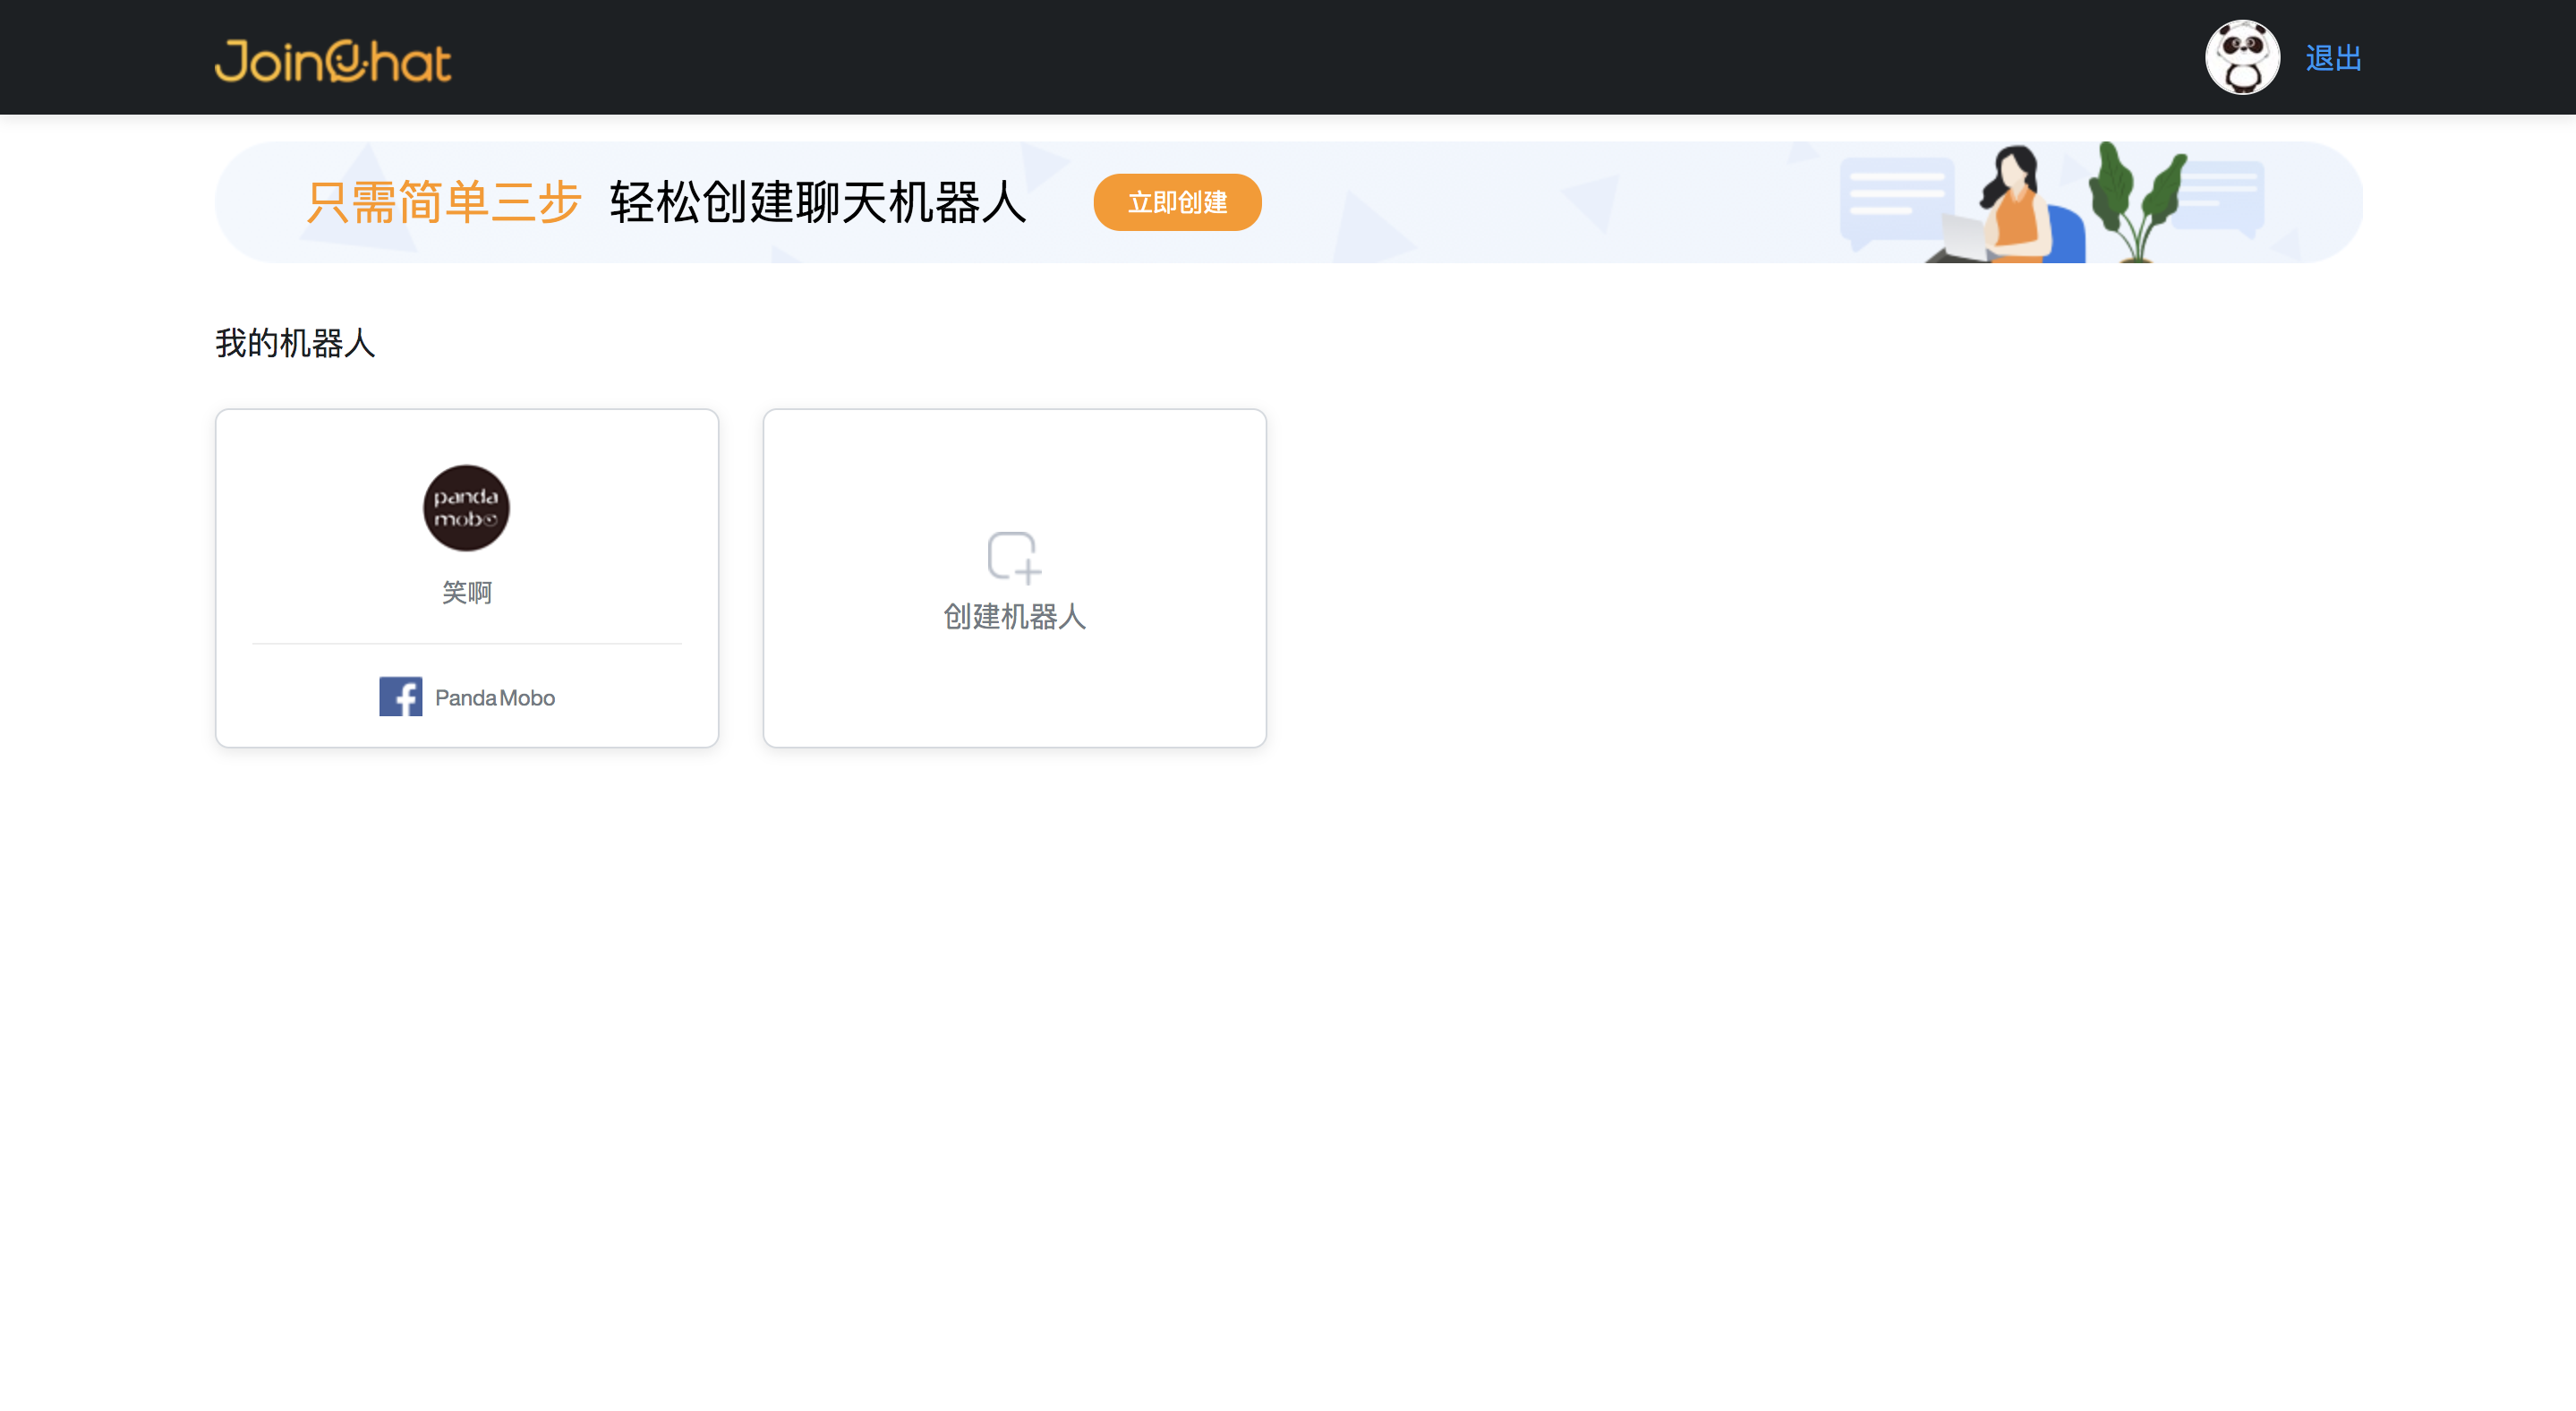 JoinChat
退出
只需简单三步 轻松创建聊天机器人
立即创建
我的机器人
panda
mobo
笑啊
PandaMobo
创建机器人